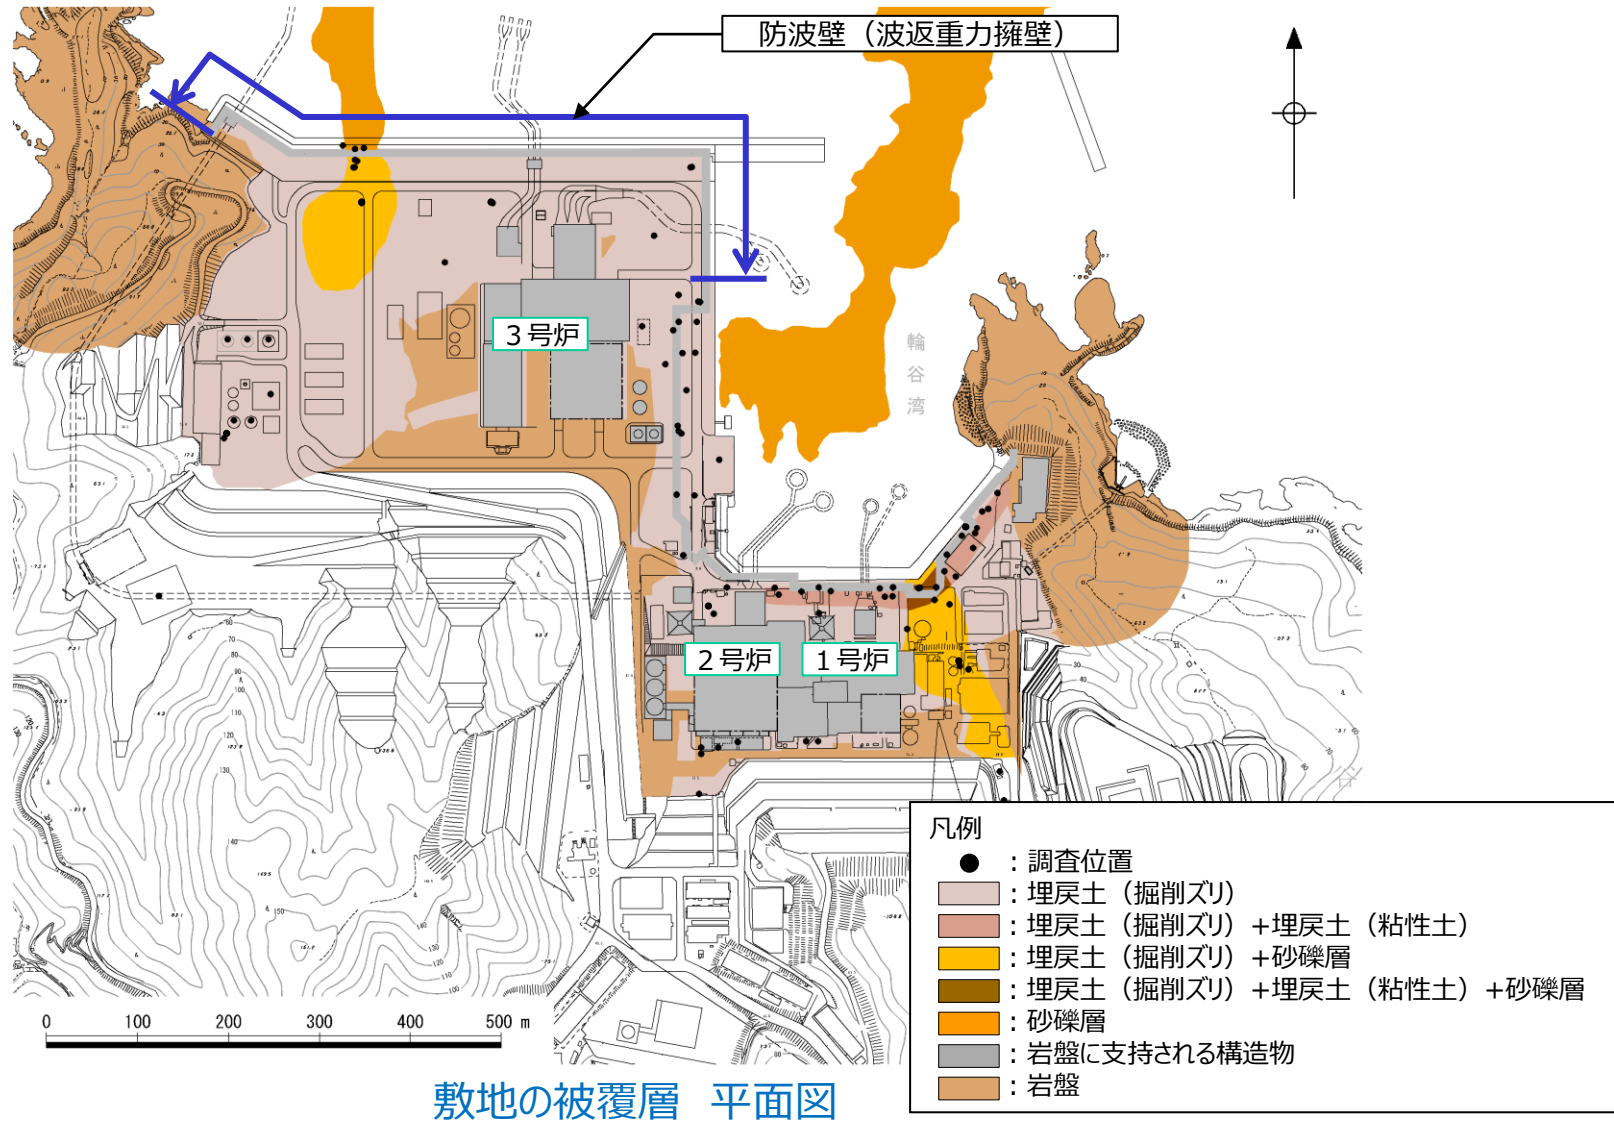 防波壁（波返重力擁壁）
3号炉
輪谷湾
2号炉
1号炉
凡例
●：調査位置
：埋戻土（掘削ズリ）
：埋戻土（掘削ズリ）+埋戻土（粘性土）
：埋戻土（掘削ズリ）+砂礫層
：埋戻土（掘削ズリ）+埋戻土（粘性土）+砂礫層
：砂礫層
：岩盤に支持される構造物
：岩盤
0 100 200 300 400 500 m
敷地の被覆層 平面図